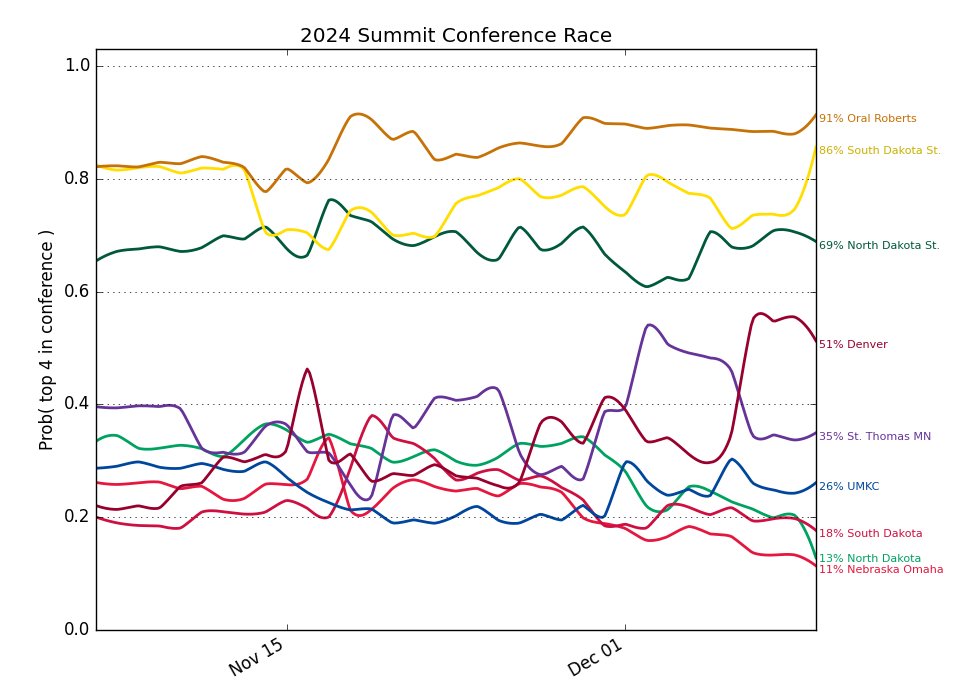 2024 Summit Conference Race
Prob( top 4 in conference )
1.0
0.8
0.6
0.4
0.2
0.0
Nov 15
Dec 01
91% Oral Roberts
86% South Dakota St.
69% North Dakota St.
51% Denver
35% St. Thomas MN
26% UMKC
18% South Dakota
13% North Dakota
11% Nebraska Omaha